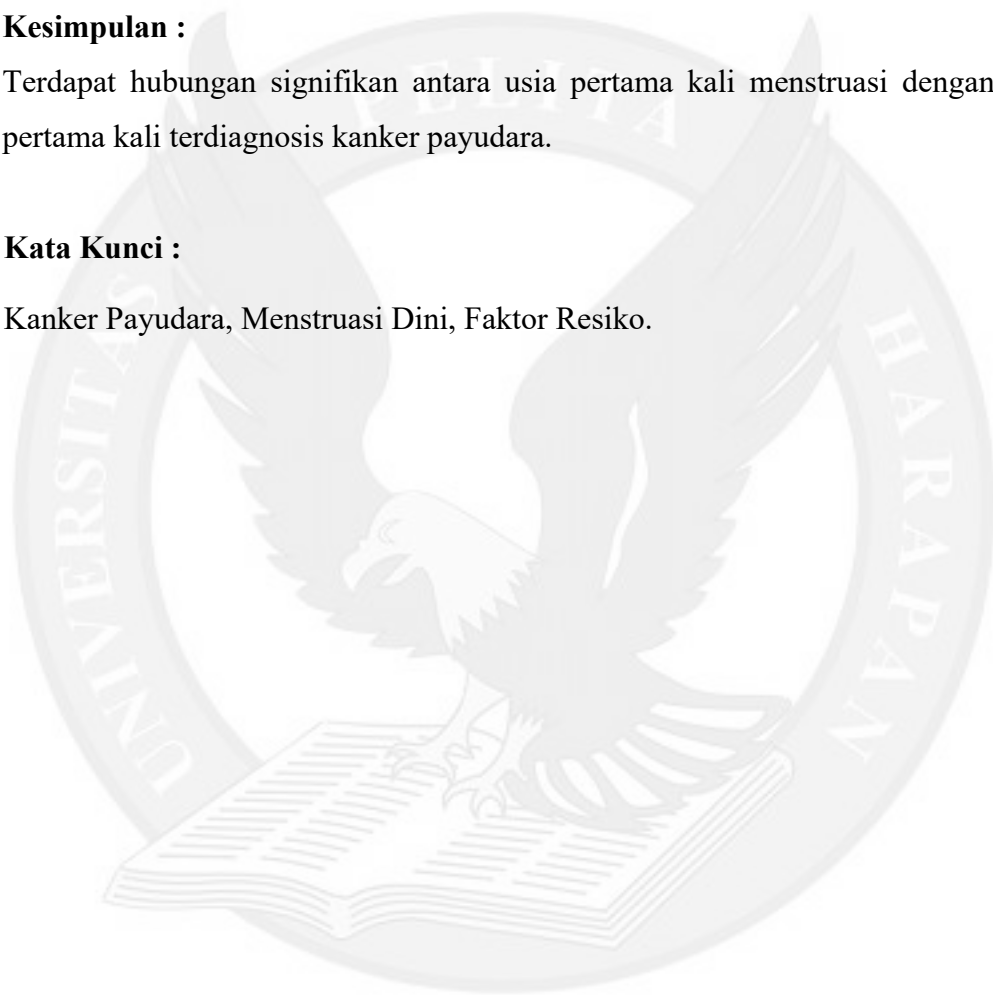 Kesimpulan :
Terdapat hubungan signifikan antara usia pertama kali menstruasi dengan
pertama kali terdiagnosis kanker payudara.
Kata Kunci :
Kanker Payudara, Menstruasi Dini, Faktor Resiko.
UNIVERSITAS PELITA HARAPAN